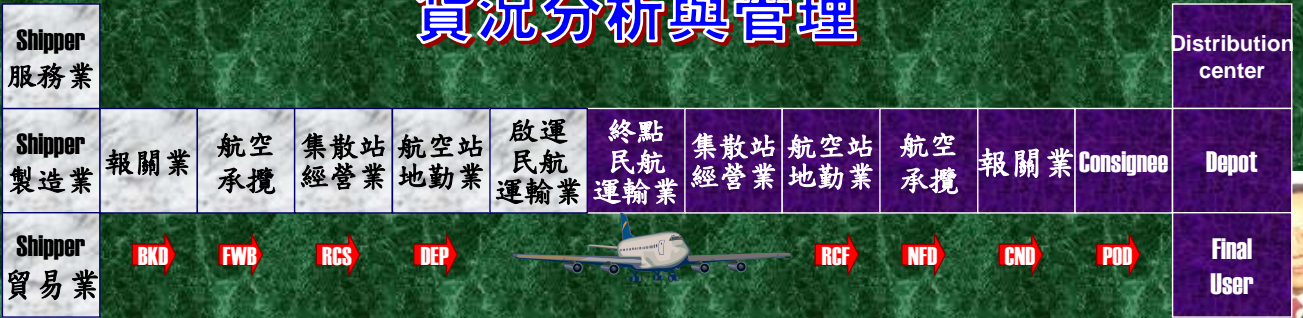 貨況分析與管理
Shipper
服務業
Distribution
center
Shipper
製造業
報關業
航空
承攬
集散站
經營業
航空站
地勤業
啟運
民航
運輸業
終點
民航
運輸業
集散站
經營業
航空站
地勤業
航空
承攬
報關業
Consignee
Depot
Shipper
貿易業
BKD
FWB
RCS
DEP
RCF
NFD
CND
POD
Final
User